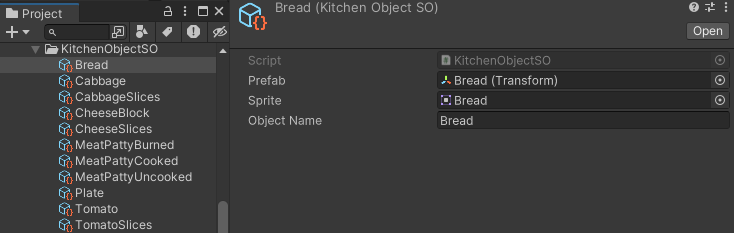 Project
KitchenObjectSO
Bread
Cabbage
CabbageSlices
CheeseBlock
CheeseSlices
MeatPattyBurned
MeatPattyCooked
MeatPattyUncooked
Plate
Tomato
TomatoSlices
Bread (Kitchen Object SO)
Open
Script KitchenObjectSO
Prefab Bread (Transform)
Sprite Bread
Object Name Bread